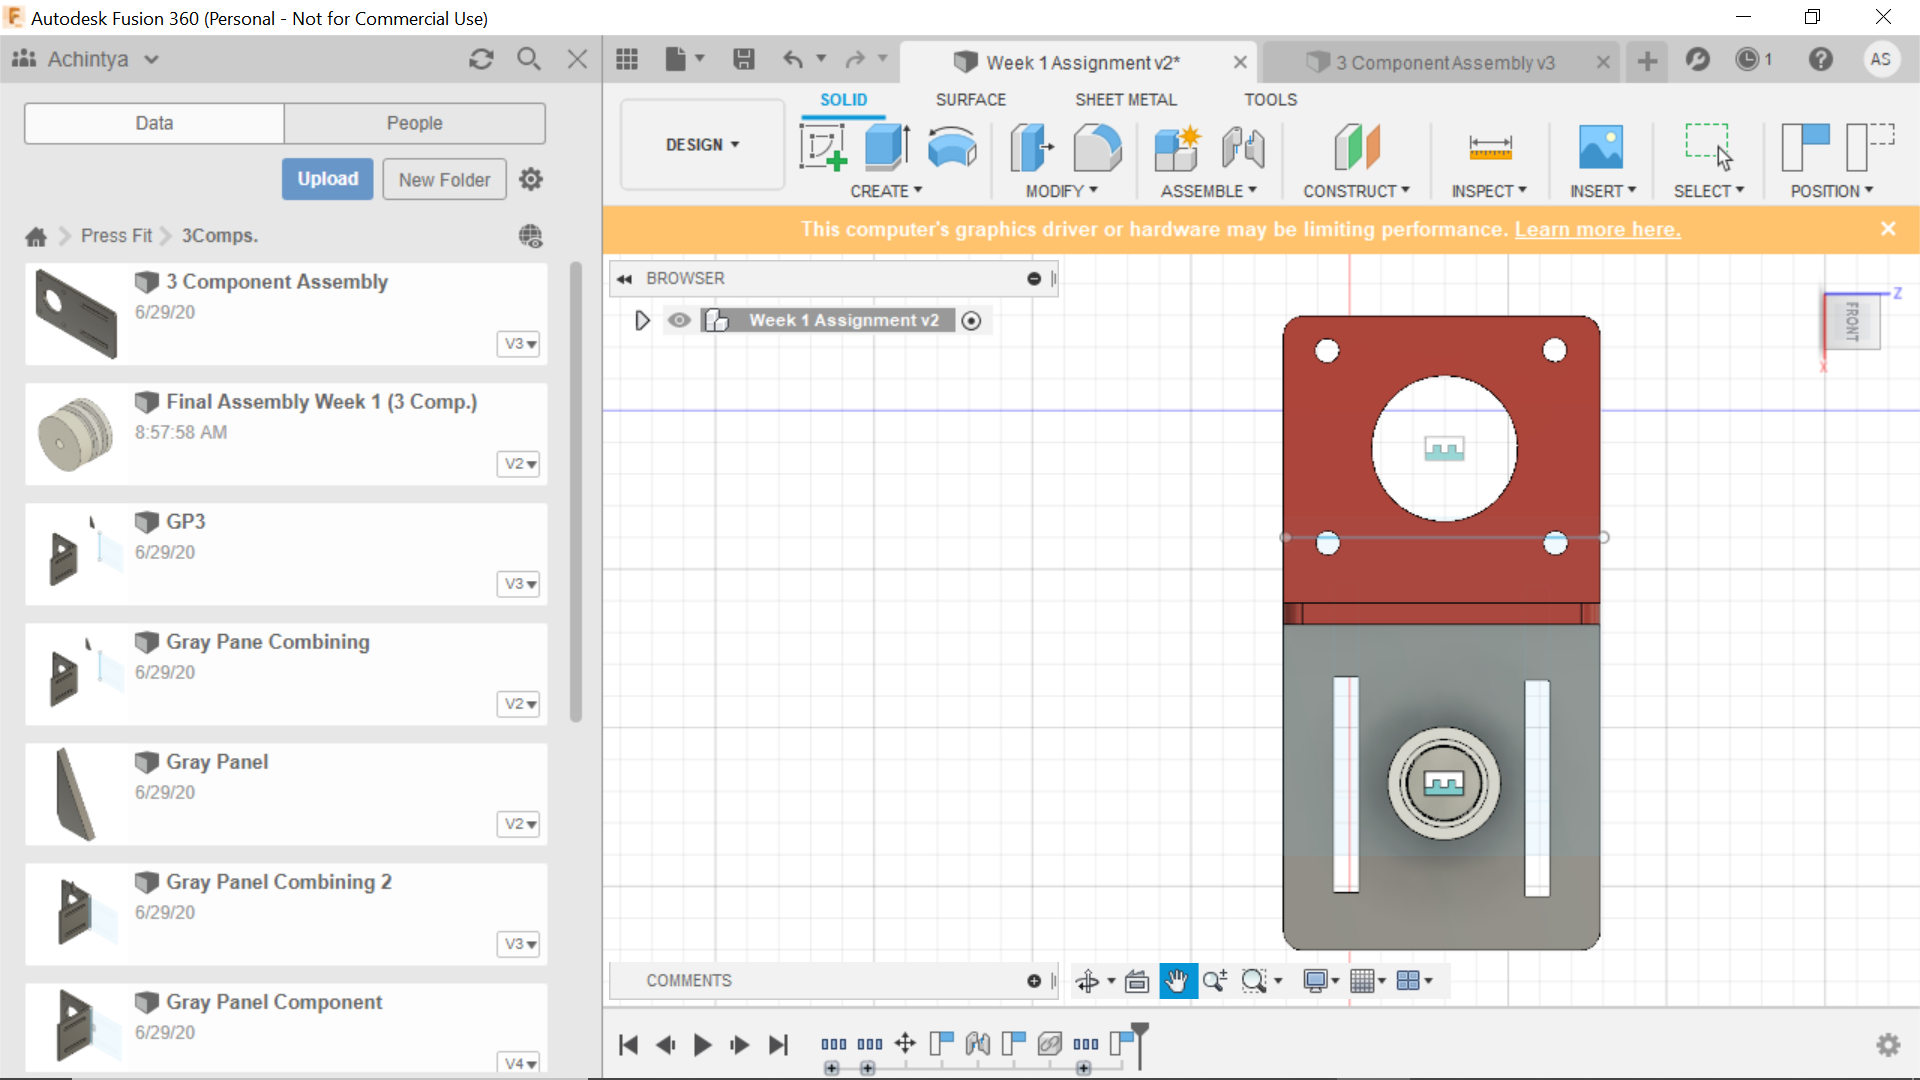 Autodesk Fusion 360 (Personal - Not for Commercial Use)
Achintya
Week 1 Assignment v2*
3 Component Assembly v3
1
AS
Data
People
Upload
New Folder
Press Fit
3Comps.
DESIGN
SOLID
SURFACE
SHEET METAL
TOOLS
CREATE
MODIFY
ASSEMBLE
CONSTRUCT
INSPECT
INSERT
SELECT
POSITION
This computer's graphics driver or hardware may be limiting performance. Learn more here.
BROWSER
Week 1 Assignment v2
Z
FRONT
X
3 Component Assembly
6/29/20
V3
Final Assembly Week 1 (3 Comp.)
8:57:58 AM
V2
GP3
6/29/20
V3
Gray Pane Combining
6/29/20
V2
Gray Panel
6/29/20
V2
Gray Panel Combining 2
6/29/20
V3
Gray Panel Component
6/29/20
V4
COMMENTS